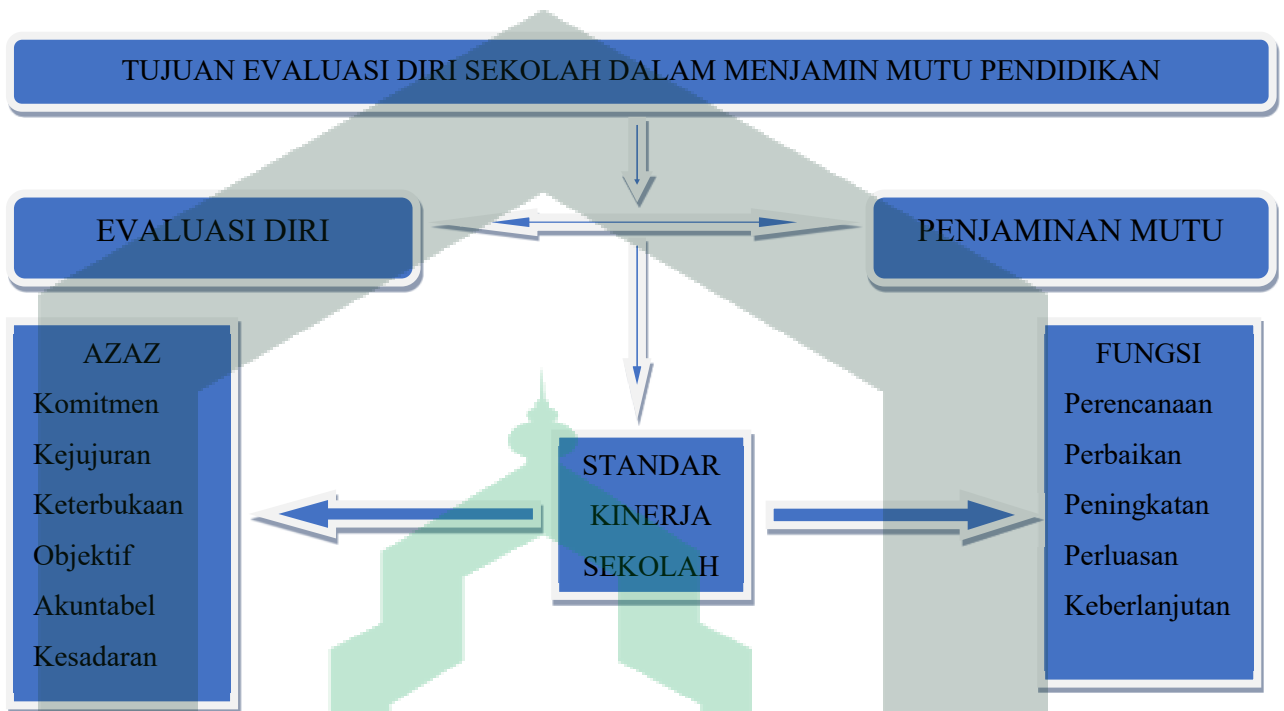 TUJUAN EVALUASI DIRI SEKOLAH DALAM MENJAMIN MUTU PENDIDIKAN
EVALUASI DIRI
PENJAMINAN MUTU
AZAZ
Komitmen
Kejujuran
Keterbukaan
Objektif
Akuntabel
Kesadaran
STANDAR
KINERJA
SEKOLAH
FUNGSI
Perencanaan
Perbaikan
Peningkatan
Perluasan
Keberlanjutan